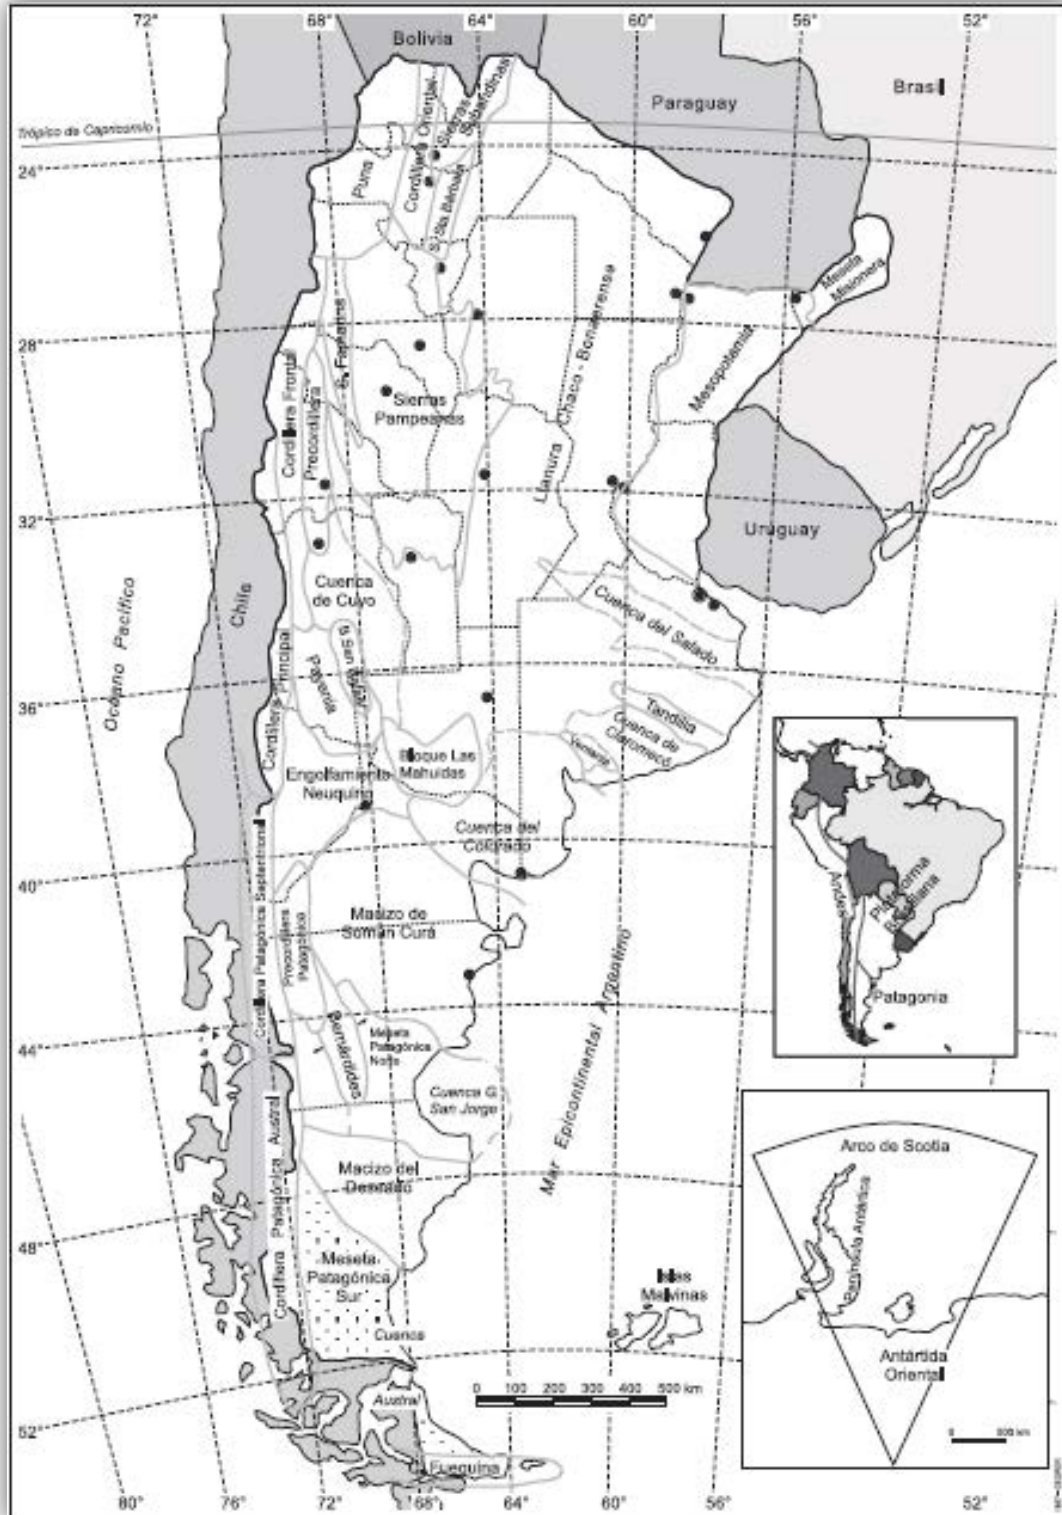 72°
68°
64°
60°
56°
52°
Bolivia
Paraguay
Brasil
Trópico de Capricornio
24°
Puna
Cordillera Oriental
Sierras
Subandinas
S. Sta. Bárbara
Meseta
Misionera
28°
Cordillera Frontal
Precordillera
S. Famatina
Sierras
Pampeanas
Llanura Chaco-Bonaerense
Mesopotamia
32°
Uruguay
Océano Pacífico
Chile
Cuenca
de Cuyo
Cuenca del Salado
36°
Cordillera Principal
Payenia
B. San Rafael
Bloque Las
Mahuidas
Tandilia
Cuenca de
Claromecó
Ventania
Engolfamiento
Neuquino
Cuenca del
Colorado
40°
Cordillera Patagónica Septentrional
Precordillera
Patagónica
Macizo de
Somún Curá
Mar Epicontinental Argentino
Andes
Plataforma
Brasiliana
Patagonia
44°
Bernárdides
Meseta
Patagónica
Norte
Cuenca G.
San Jorge
Cordillera Patagónica Austral
Macizo del
Deseado
Arco de Scotia
Península Antártica
Antártida
Oriental
48°
Meseta
Patagónica
Sur
Islas
Malvinas
Cuenca
Austral
0 100 200 300 400 500 km
52°
Fueguina
80°
76°
72°
68°
64°
60°
56°
52°